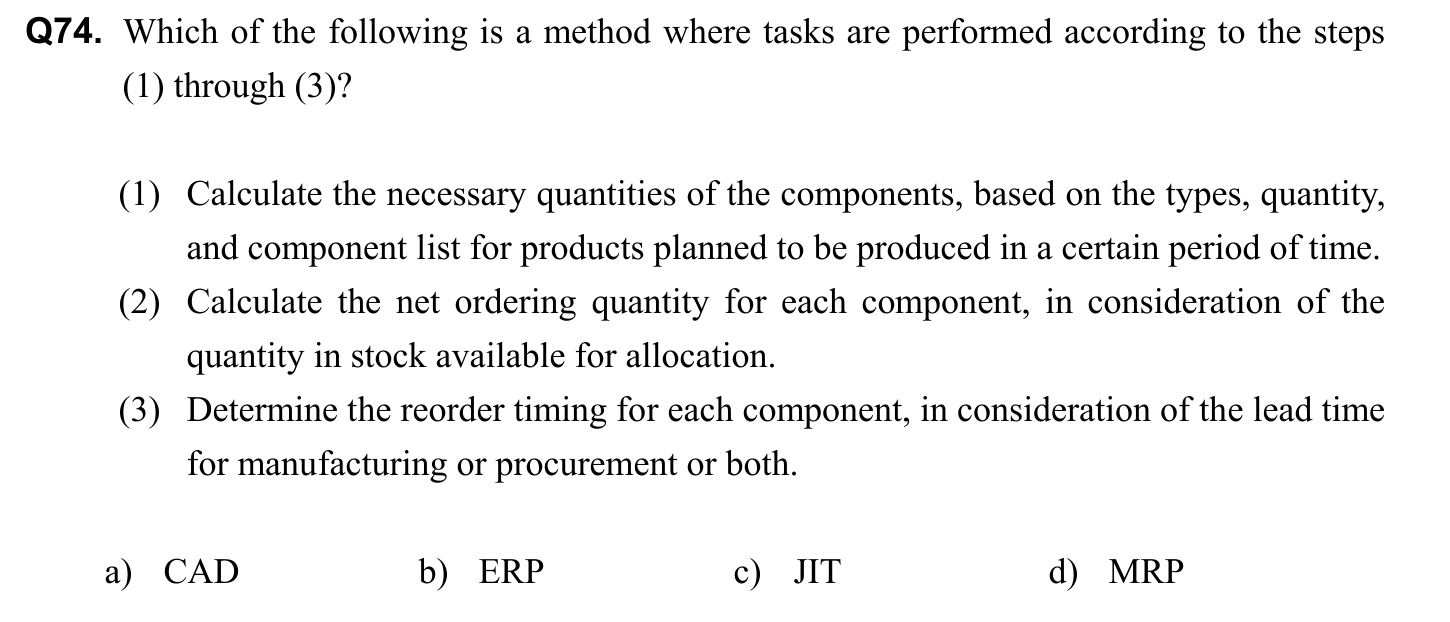 Q74. Which of the following is a method where tasks are performed according to the steps
(1) through (3)?
(1) Calculate the necessary quantities of the components, based on the types, quantity,
and component list for products planned to be produced in a certain period of time.
(2) Calculate the net ordering quantity for each component, in consideration of the
quantity in stock available for allocation.
(3) Determine the reorder timing for each component, in consideration of the lead time
for manufacturing or procurement or both.
a) CAD b) ERP c) JIT d) MRP